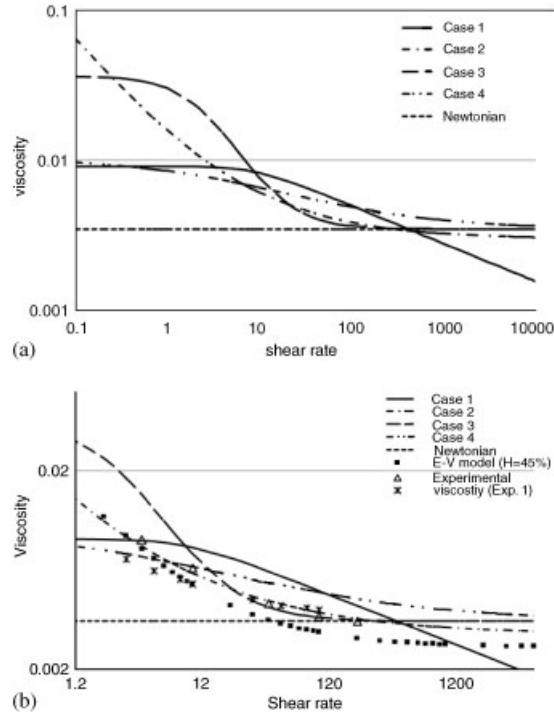 0.1
Case 1
Case 2
Case 3
Case 4
Newtonian
viscosity
0.01
0.001
0.1 1 10 100 1000 10000
(a) shear rate
Case 1
Case 2
Case 3
Case 4
Newtonian
E-V model (H=45%)
Experimental
viscostiy (Exp. 1)
0.02
Viscosity
0.002
1.2 12 120 1200
(b) Shear rate